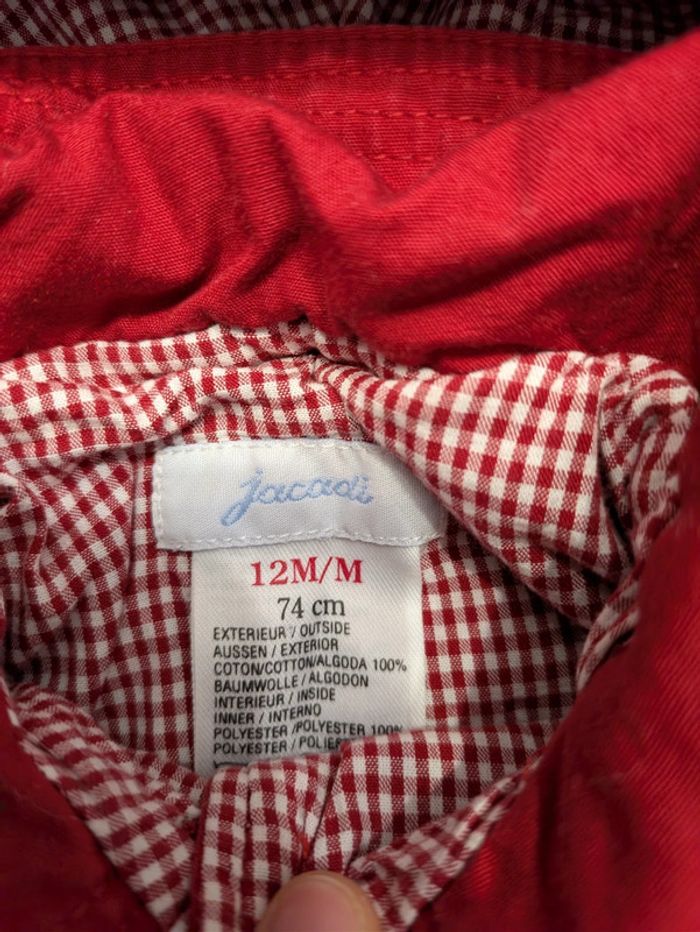 jacadi
12M/M
74 cm
EXTERIEUR / OUTSIDE
AUSSEN / EXTERIOR
COTON/COTTON/ALGODA 100%
BAUMWOLLE / ALGODON
INTERIEUR / INSIDE
INNER / INTERNO
POLYESTER /POLYESTER 100%
POLYESTER /